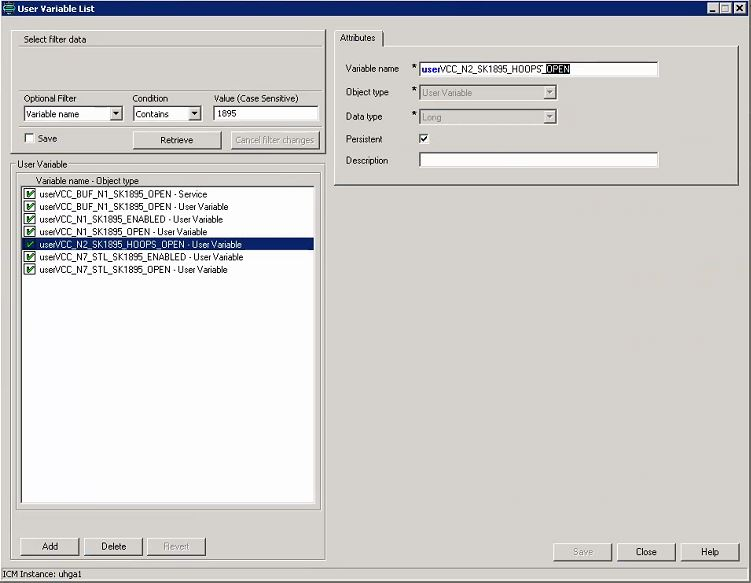 User Variable List
Select filter data
Optional Filter Condition Value (Case Sensitive)
Variable name Contains 1895
Save Retrieve Cancel filter changes
User Variable
Variable name - Object type
userVCC_BUF_N1_SK1895_OPEN - Service
userVCC_BUF_N1_SK1895_OPEN - User Variable
userVCC_N1_SK1895_ENABLED - User Variable
userVCC_N1_SK1895_OPEN - User Variable
userVCC_N2_SK1895_HOOPS_OPEN - User Variable
userVCC_N7_STL_SK1895_ENABLED - User Variable
userVCC_N7_STL_SK1895_OPEN - User Variable
Add Delete Revert
Attributes
Variable name * userVCC_N2_SK1895_HOOPS_OPEN
Object type * User Variable
Data type * Long
Persistent
Description
Save Close Help
ICM Instance: uhga1